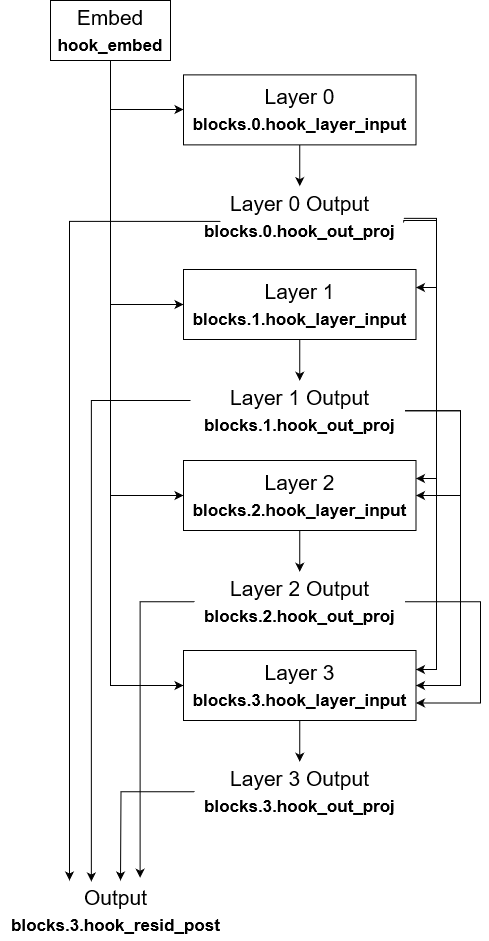 Embed
hook_embed
Layer 0
blocks.0.hook_layer_input
Layer 0 Output
blocks.0.hook_out_proj
Layer 1
blocks.1.hook_layer_input
Layer 1 Output
blocks.1.hook_out_proj
Layer 2
blocks.2.hook_layer_input
Layer 2 Output
blocks.2.hook_out_proj
Layer 3
blocks.3.hook_layer_input
Layer 3 Output
blocks.3.hook_out_proj
Output
blocks.3.hook_resid_post